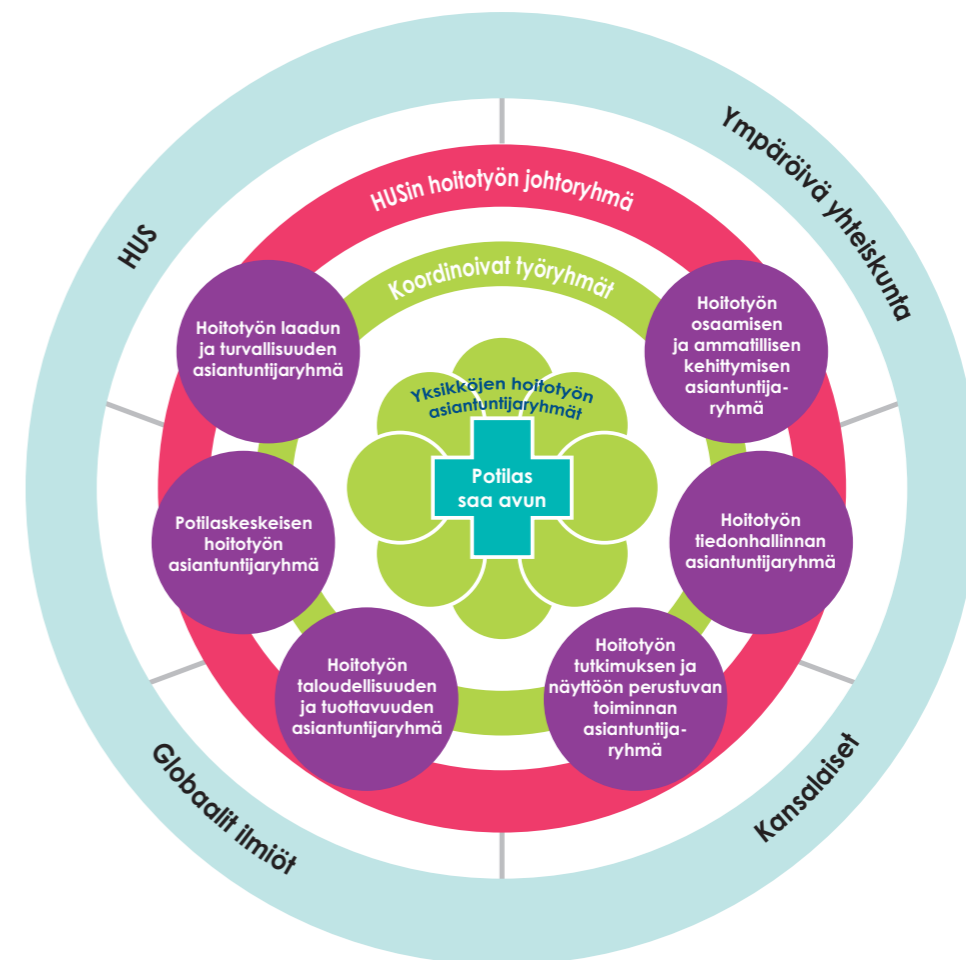 HUS
Ympäröivä yhteiskunta
HUSin hoitotyön johtoryhmä
Koordinoivat työryhmät
Hoitotyön laadun
ja turvallisuuden
asiantuntijaryhmä
Hoitotyön
osaamisen
ja ammatillisen
kehittymisen
asiantuntija-
ryhmä
Yksikköjen hoitotyön
asiantuntijaryhmät
Potilas
saa avun
Potilaskeskeisen
hoitotyön
asiantuntijaryhmä
Hoitotyön
tiedonhallinnan
asiantuntijaryhmä
Hoitotyön
taloudellisuuden
ja tuottavuuden
asiantuntijaryhmä
Hoitotyön
tutkimuksen ja
näyttöön perustuvan
toiminnan
asiantuntija-
ryhmä
Globaalit ilmiöt
Kansalaiset